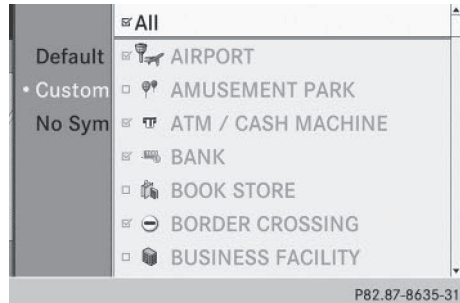 All
Default
AIRPORT
• Custom
AMUSEMENT PARK
No Sym
ATM / CASH MACHINE
BANK
BOOK STORE
BORDER CROSSING
BUSINESS FACILITY
P82.87-8635-31